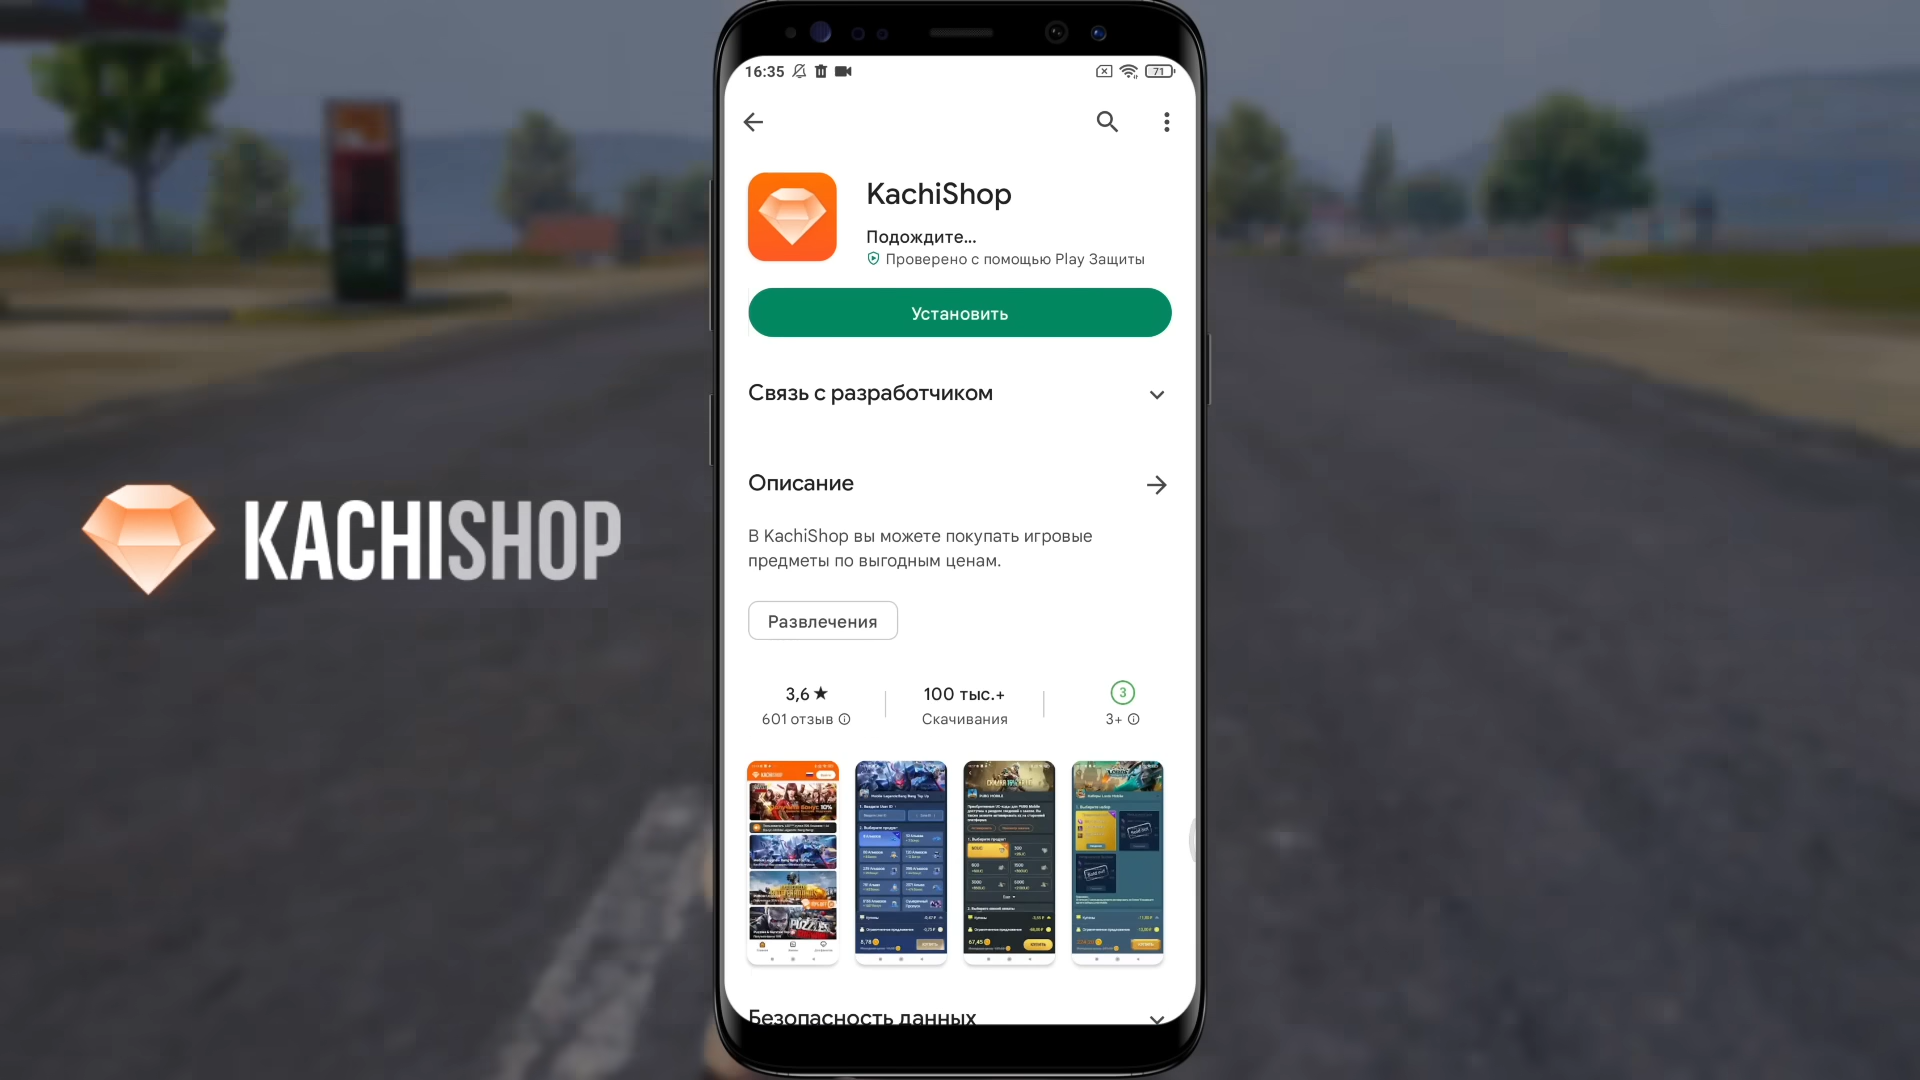 16:35
71
KachiShop
Подождите...
Проверено с помощью Play Защиты
Установить
Связь с разработчиком
Описание
KACHISHOP
В KachiShop вы можете покупать игровые
предметы по выгодным ценам.
Развлечения
3,6★
601 отзыв
100 тыс.+
Скачивания
3
3+
Безопасность данных